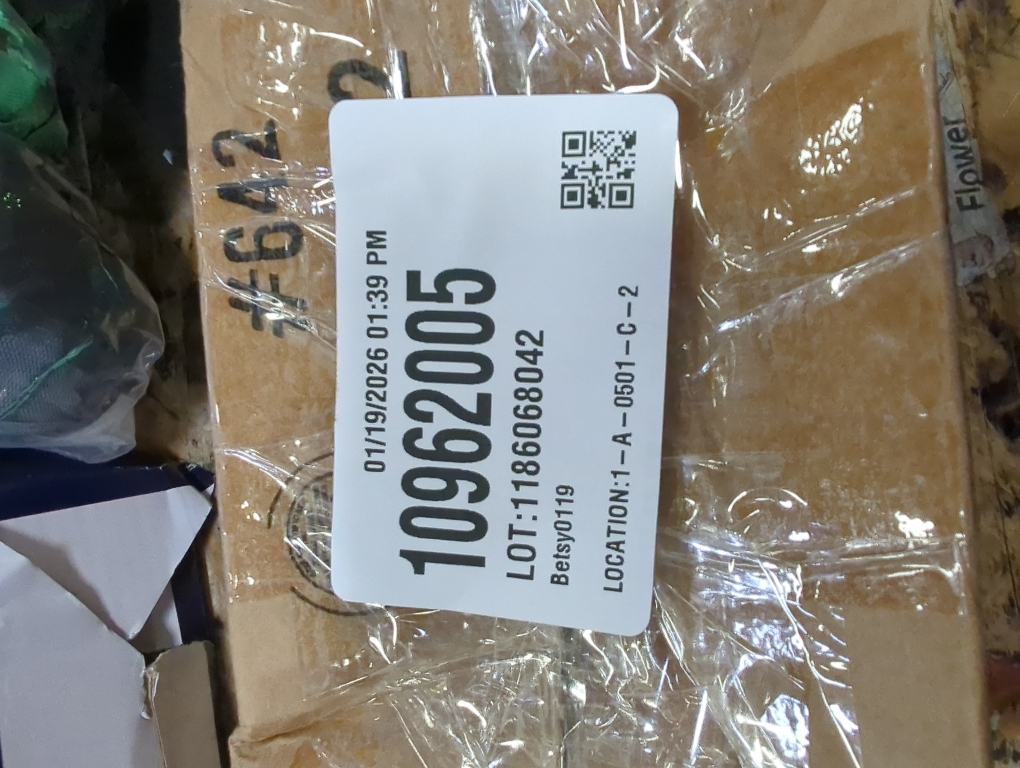 #642
01/19/2026 01:39 PM
10962005
LOT:1186068042
Betsy0119
LOCATION:1-A-0501-C-2
Flower